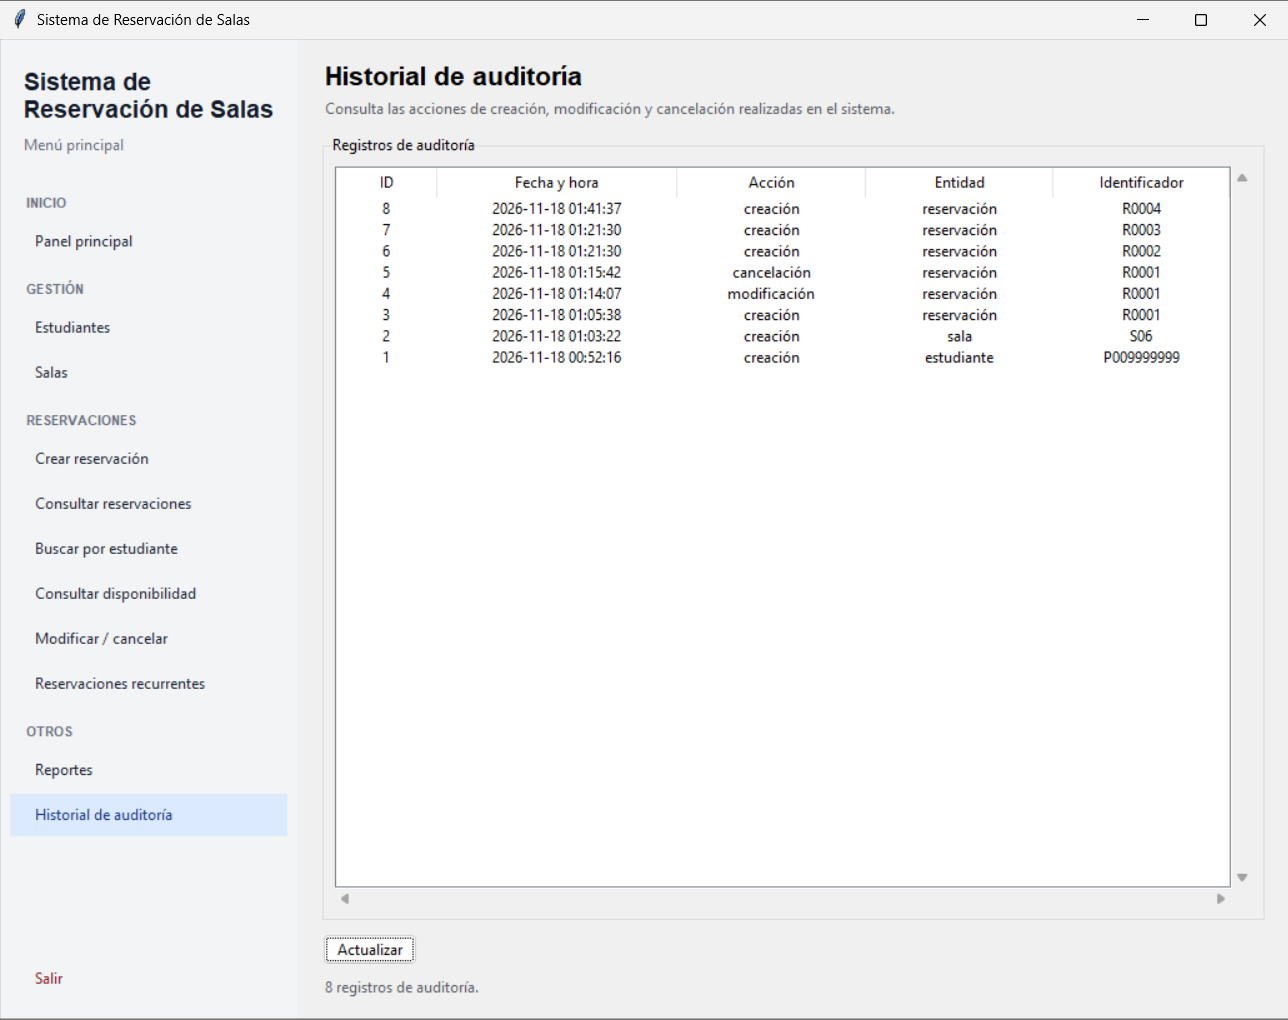 Sistema de Reservación de Salas
Sistema de
Reservación de Salas
Menú principal
INICIO
Panel principal
GESTIÓN
Estudiantes
Salas
RESERVACIONES
Crear reservación
Consultar reservaciones
Buscar por estudiante
Consultar disponibilidad
Modificar / cancelar
Reservaciones recurrentes
OTROS
Reportes
Historial de auditoría
Salir
Historial de auditoría
Consulta las acciones de creación, modificación y cancelación realizadas en el sistema.
Registros de auditoría
ID Fecha y hora Acción Entidad Identificador
8 2026-11-18 01:41:37 creación reservación R0004
7 2026-11-18 01:21:30 creación reservación R0003
6 2026-11-18 01:21:30 creación reservación R0002
5 2026-11-18 01:15:42 cancelación reservación R0001
4 2026-11-18 01:14:07 modificación reservación R0001
3 2026-11-18 01:05:38 creación reservación R0001
2 2026-11-18 01:03:22 creación sala S06
1 2026-11-18 00:52:16 creación estudiante P009999999
Actualizar
8 registros de auditoría.